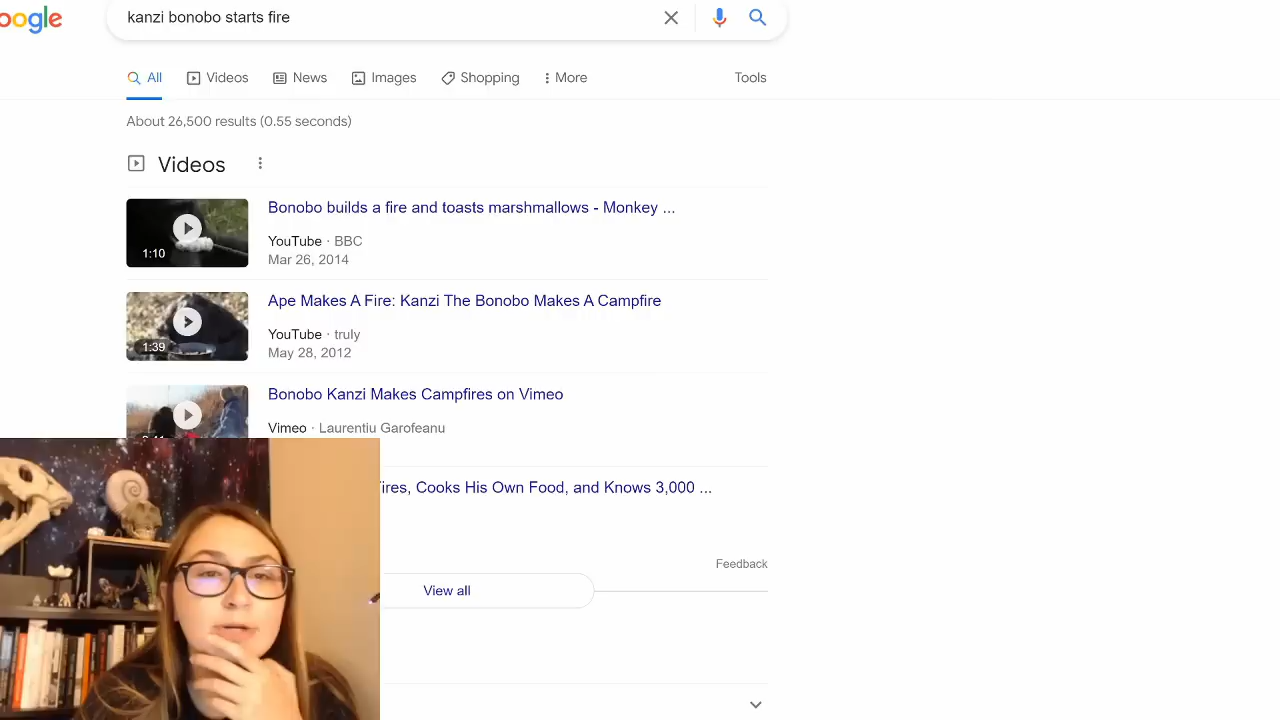 oogle
kanzi bonobo starts fire
All
Videos
News
Images
Shopping
More
Tools
About 26,500 results (0.55 seconds)
Videos
1:10
Bonobo builds a fire and toasts marshmallows - Monkey ...
YouTube · BBC
Mar 26, 2014
1:39
Ape Makes A Fire: Kanzi The Bonobo Makes A Campfire
YouTube · truly
May 28, 2012
Bonobo Kanzi Makes Campfires on Vimeo
Vimeo · Laurentiu Garofeanu
ires, Cooks His Own Food, and Knows 3,000 ...
Feedback
View all